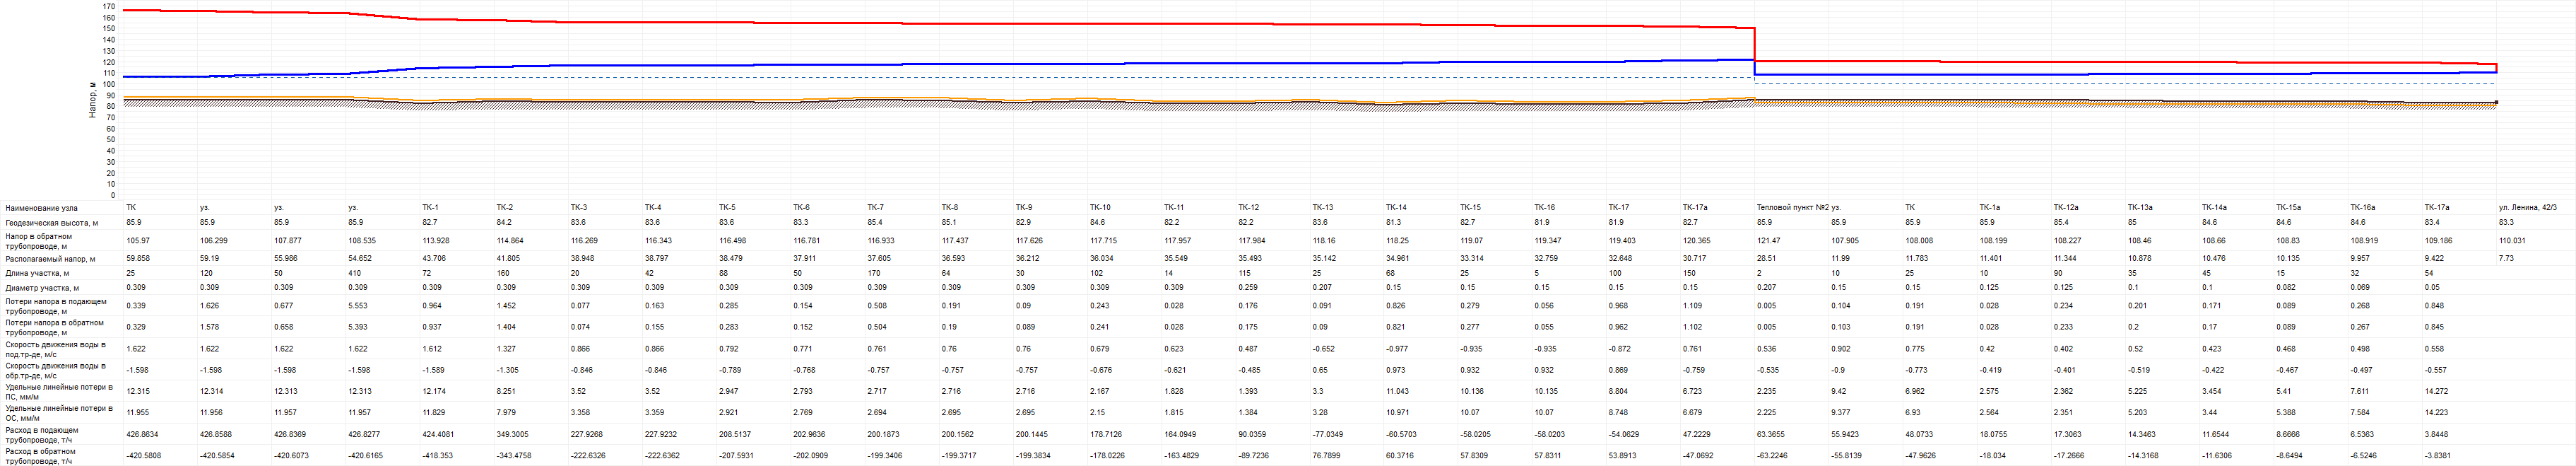 170
160
150
140
130
120
110
100
90
80
70
60
50
40
30
20
10
0
Напор, м
Наименование узла ТК уз. уз. уз. ТК-1 ТК-2 ТК-3 ТК-4 ТК-5 ТК-6 ТК-7 ТК-8 ТК-9 ТК-10 ТК-11 ТК-12 ТК-13 ТК-14 ТК-15 ТК-16 ТК-17 ТК-17а Тепловой пункт №2 уз. ТК ТК-1а ТК-12а ТК-13а ТК-14а ТК-15а ТК-16а ТК-17а ул. Ленина, 42/3
Геодезическая высота, м 85.9 85.9 85.9 85.9 82.7 84.2 83.6 83.6 83.6 83.3 85.4 85.1 82.9 84.6 82.2 82.2 83.6 81.3 82.7 81.9 81.9 82.7 85.9 85.9 85.9 85.9 85.4 85 84.6 84.6 84.6 83.4 83.3
Напор в обратном
трубопроводе, м 105.97 106.299 107.877 108.535 113.928 114.864 116.269 116.343 116.498 116.781 116.933 117.437 117.626 117.715 117.957 117.984 118.16 118.25 119.07 119.347 119.403 120.365 121.47 107.905 108.008 108.199 108.227 108.46 108.66 108.83 108.919 109.186 110.031
Располагаемый напор, м 59.858 59.19 55.986 54.652 43.706 41.805 38.948 38.797 38.479 37.911 37.605 36.593 36.212 36.034 35.549 35.493 35.142 34.961 33.314 32.759 32.648 30.717 28.51 11.99 11.783 11.401 11.344 10.878 10.476 10.135 9.957 9.422 7.73
Длина участка, м 25 120 50 410 72 160 20 42 88 50 170 64 30 102 14 115 25 68 25 5 100 150 2 10 25 10 90 35 45 15 32 54
Диаметр участка, м 0.309 0.309 0.309 0.309 0.309 0.309 0.309 0.309 0.309 0.309 0.309 0.309 0.309 0.309 0.309 0.259 0.207 0.15 0.15 0.15 0.15 0.15 0.207 0.15 0.15 0.125 0.125 0.1 0.1 0.082 0.069 0.05
Потери напора в подающем
трубопроводе, м 0.339 1.626 0.677 5.553 0.964 1.452 0.077 0.163 0.285 0.154 0.508 0.191 0.09 0.243 0.028 0.176 0.091 0.826 0.279 0.056 0.968 1.109 0.005 0.104 0.191 0.028 0.234 0.201 0.171 0.089 0.268 0.848
Потери напора в обратном
трубопроводе, м 0.329 1.578 0.658 5.393 0.937 1.404 0.074 0.155 0.283 0.152 0.504 0.19 0.089 0.241 0.028 0.175 0.09 0.821 0.277 0.055 0.962 1.102 0.005 0.103 0.191 0.028 0.233 0.2 0.17 0.089 0.267 0.845
Скорость движения воды в
под.тр-де, м/с 1.622 1.622 1.622 1.622 1.612 1.327 0.866 0.866 0.792 0.771 0.761 0.76 0.76 0.679 0.623 0.487 -0.652 -0.977 -0.935 -0.935 -0.872 0.761 0.536 0.902 0.775 0.42 0.402 0.52 0.423 0.468 0.498 0.558
Скорость движения воды в
обр.тр-де, м/с -1.598 -1.598 -1.598 -1.598 -1.589 -1.305 -0.846 -0.846 -0.789 -0.768 -0.757 -0.757 -0.757 -0.676 -0.621 -0.485 0.65 0.973 0.932 0.932 0.869 -0.759 -0.535 -0.9 -0.773 -0.419 -0.401 -0.519 -0.422 -0.467 -0.497 -0.557
Удельные линейные потери в
ПС, мм/м 12.315 12.314 12.313 12.313 12.174 8.251 3.52 3.52 2.947 2.793 2.717 2.716 2.716 2.167 1.828 1.393 3.3 11.043 10.136 10.135 8.804 6.723 2.235 9.42 6.962 2.575 2.362 5.225 3.454 5.41 7.611 14.272
Удельные линейные потери в
ОС, мм/м 11.955 11.956 11.957 11.957 11.829 7.979 3.358 3.359 2.921 2.769 2.694 2.695 2.695 2.15 1.815 1.384 3.28 10.971 10.07 10.07 8.748 6.679 2.225 9.377 6.93 2.564 2.351 5.203 3.44 5.388 7.584 14.223
Расход в подающем
трубопроводе, т/ч 426.8634 426.8588 426.8369 426.8277 424.4081 349.3005 227.9268 227.9232 208.5137 202.9636 200.1873 200.1562 200.1445 178.7126 164.0949 90.0359 -77.0349 -60.5703 -58.0205 -58.0203 -54.0629 47.2229 63.3655 55.9423 48.0733 18.0755 17.3063 14.3463 11.6544 8.6666 6.5363 3.8448
Расход в обратном
трубопроводе, т/ч -420.5808 -420.5854 -420.6073 -420.6165 -418.353 -343.4758 -222.6326 -222.6362 -207.5931 -202.0909 -199.3406 -199.3717 -199.3834 -178.0226 -163.4829 -89.7236 76.7899 60.3716 57.8309 57.8311 53.8913 -47.0692 -63.2246 -55.8139 -47.9626 -18.034 -17.2666 -14.3168 -11.6306 -8.6494 -6.5246 -3.8381